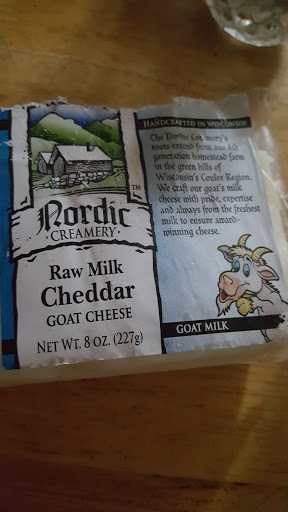 Nordic
CREAMERY
TM
Raw Milk
Cheddar
GOAT CHEESE
NET WT. 8 OZ. (227g)
HANDCRAFTED IN WISCONSIN
The Nordic Creamery's
roots extend from our 4th
generation homestead farm
in the green hills of
Wisconsin's Coulee Region.
We craft our goat's milk
cheese with pride, expertise
and always from the freshest
milk to ensure award-
winning cheese.
GOAT MILK